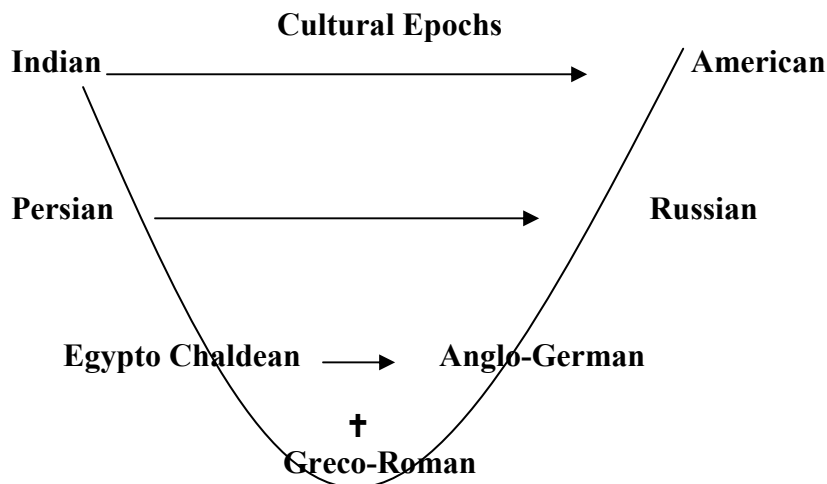 Cultural Epochs
Indian American
Persian Russian
Egypto Chaldean Anglo-German
Greco-Roman